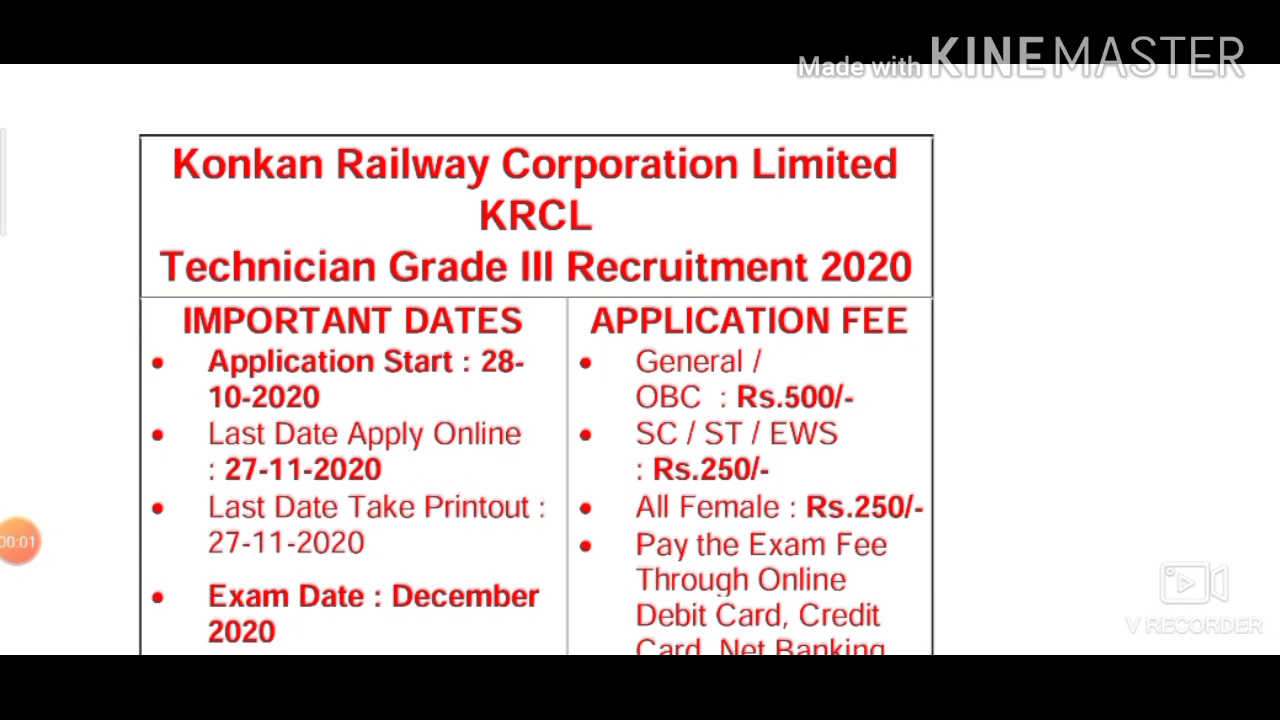 Made with KINEMASTER
Konkan Railway Corporation Limited
KRCL
Technician Grade III Recruitment 2020
IMPORTANT DATES
• Application Start : 28-
10-2020
• Last Date Apply Online
: 27-11-2020
• Last Date Take Printout :
27-11-2020
• Exam Date : December
2020
APPLICATION FEE
• General /
OBC : Rs.500/-
• SC / ST / EWS
: Rs.250/-
• All Female : Rs.250/-
• Pay the Exam Fee
Through Online
Debit Card, Credit
Card, Net Banking
00:01
V RECORDER